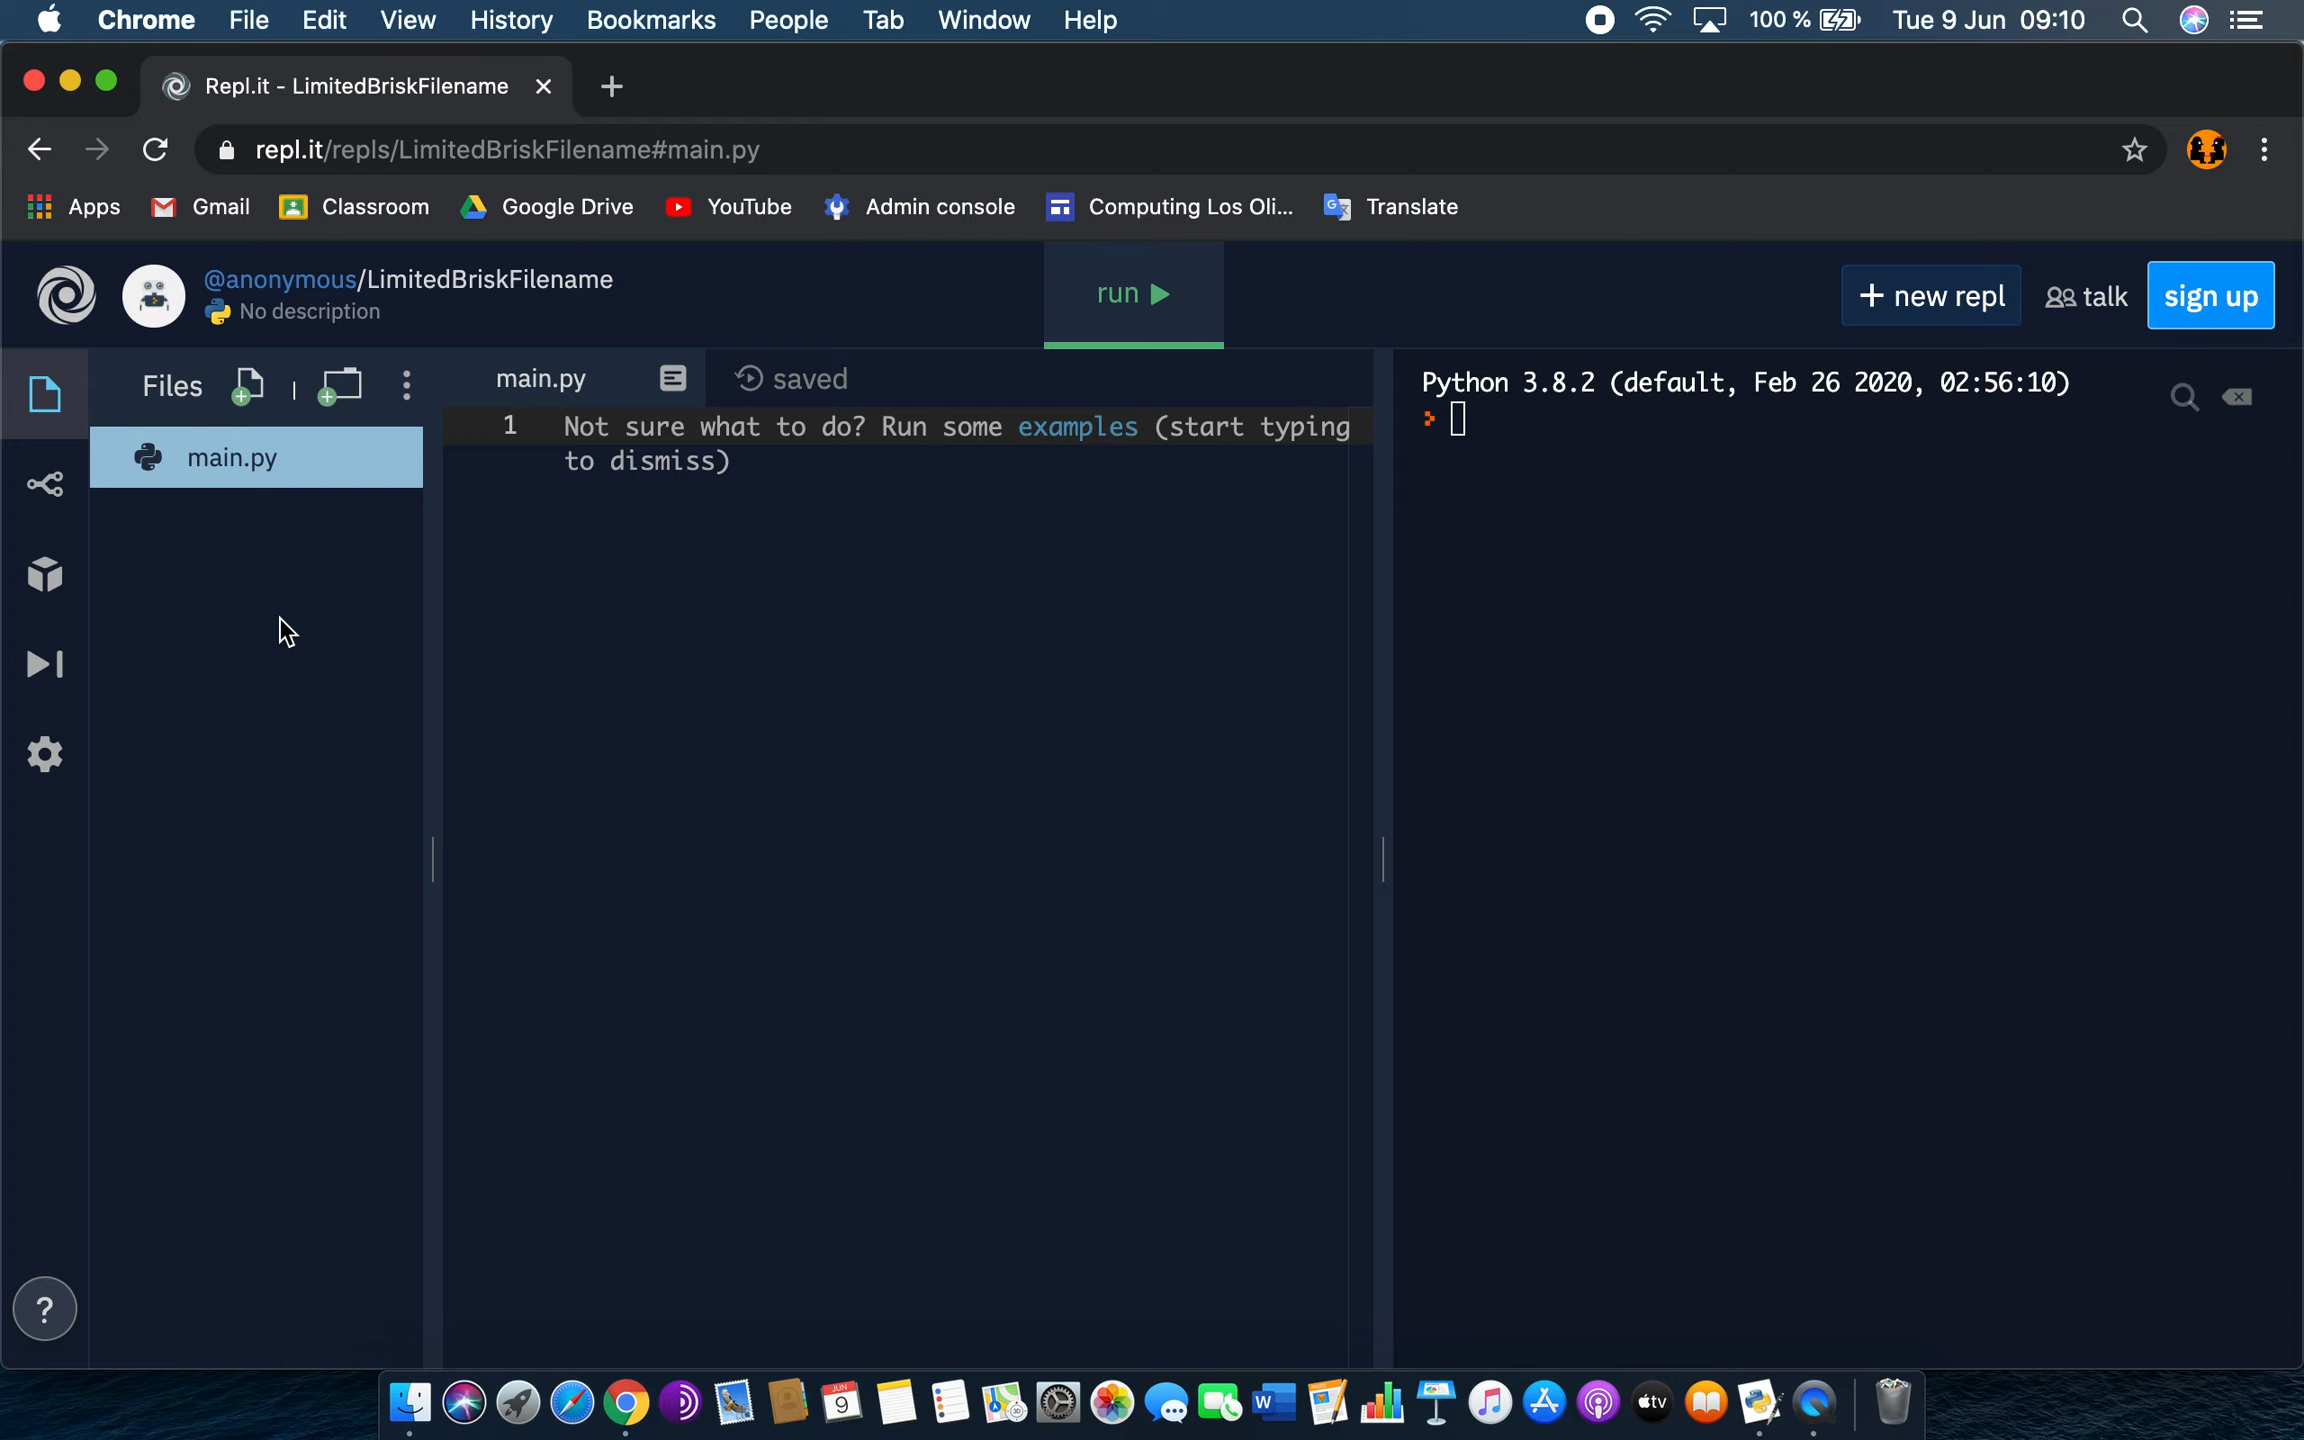 Chrome File Edit View History Bookmarks People Tab Window Help 100 % Tue 9 Jun 09:10
Repl.it - LimitedBriskFilename
repl.it/repls/LimitedBriskFilename#main.py
Apps Gmail Classroom Google Drive YouTube Admin console Computing Los Oli... Translate
@anonymous/LimitedBriskFilename
No description
run
+ new repl
talk
sign up
Files
main.py
main.py
saved
1 Not sure what to do? Run some examples (start typing
to dismiss)
Python 3.8.2 (default, Feb 26 2020, 02:56:10)
?
JUN
9
3D
W
tv